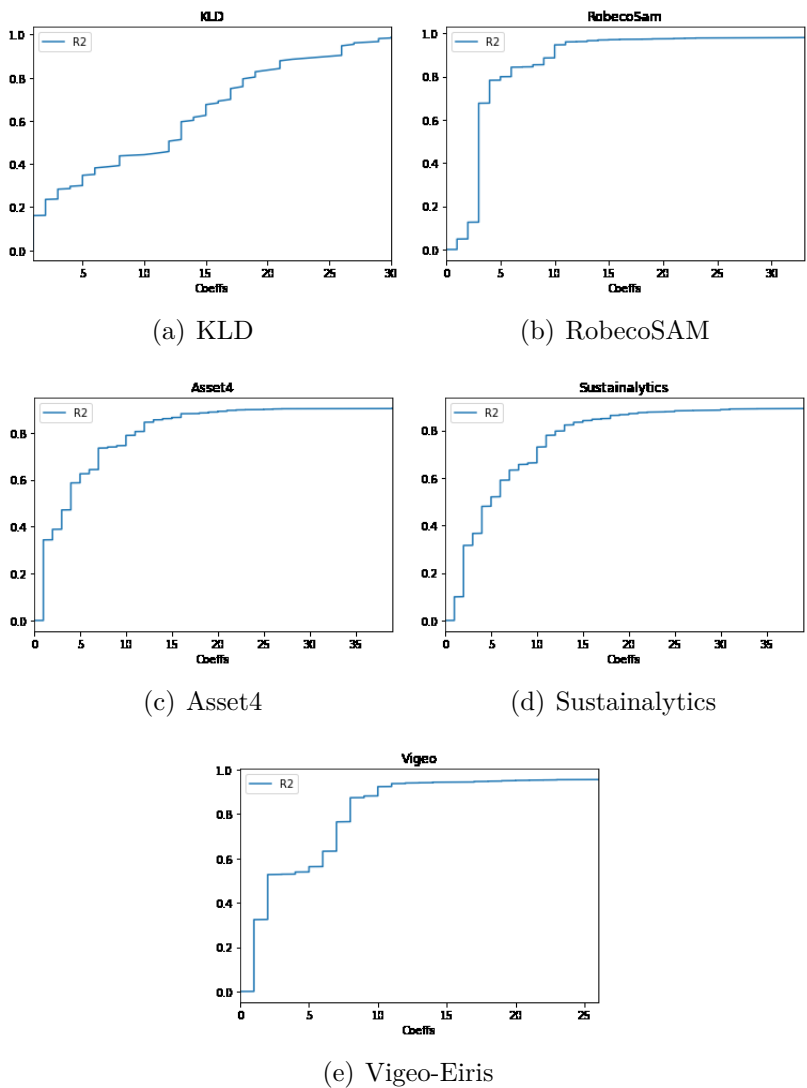 KLD
R2
1.0
0.8
0.6
0.4
0.2
0.0
5 10 15 20 25 30
Coeffs
(a) KLD
RobecoSam
R2
1.0
0.8
0.6
0.4
0.2
0.0
0 5 10 15 20 25 30
Coeffs
(b) RobecoSAM
Asset4
R2
0.8
0.6
0.4
0.2
0.0
0 5 10 15 20 25 30 35
Coeffs
(c) Asset4
Sustainalytics
R2
0.8
0.6
0.4
0.2
0.0
0 5 10 15 20 25 30 35
Coeffs
(d) Sustainalytics
Vigeo
R2
1.0
0.8
0.6
0.4
0.2
0.0
0 5 10 15 20 25
Coeffs
(e) Vigeo-Eiris